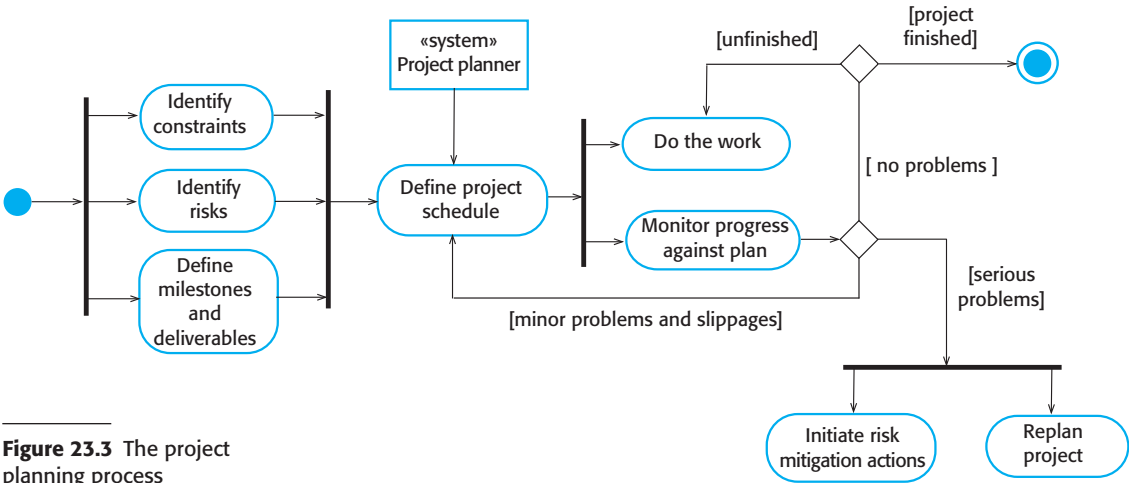 [project
finished]
[unfinished]
«system»
Project planner
Identify
constraints
Do the work
[ no problems ]
Identify
risks
Define project
schedule
Monitor progress
against plan
Define
milestones
and
deliverables
[serious
problems]
[minor problems and slippages]
Initiate risk
mitigation actions
Replan
project
Figure 23.3 The project
planning process